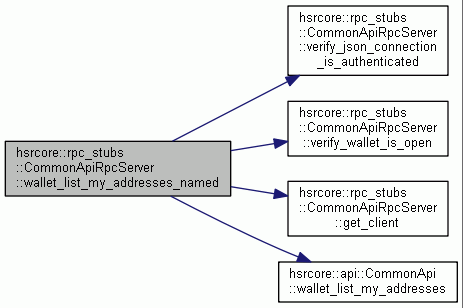 hsrcore::rpc_stubs
::CommonApiRpcServer
::verify_json_connection
_is_authenticated
hsrcore::rpc_stubs
::CommonApiRpcServer
::verify_wallet_is_open
hsrcore::rpc_stubs
::CommonApiRpcServer
::wallet_list_my_addresses_named
hsrcore::rpc_stubs
::CommonApiRpcServer
::get_client
hsrcore::api::CommonApi
::wallet_list_my_addresses